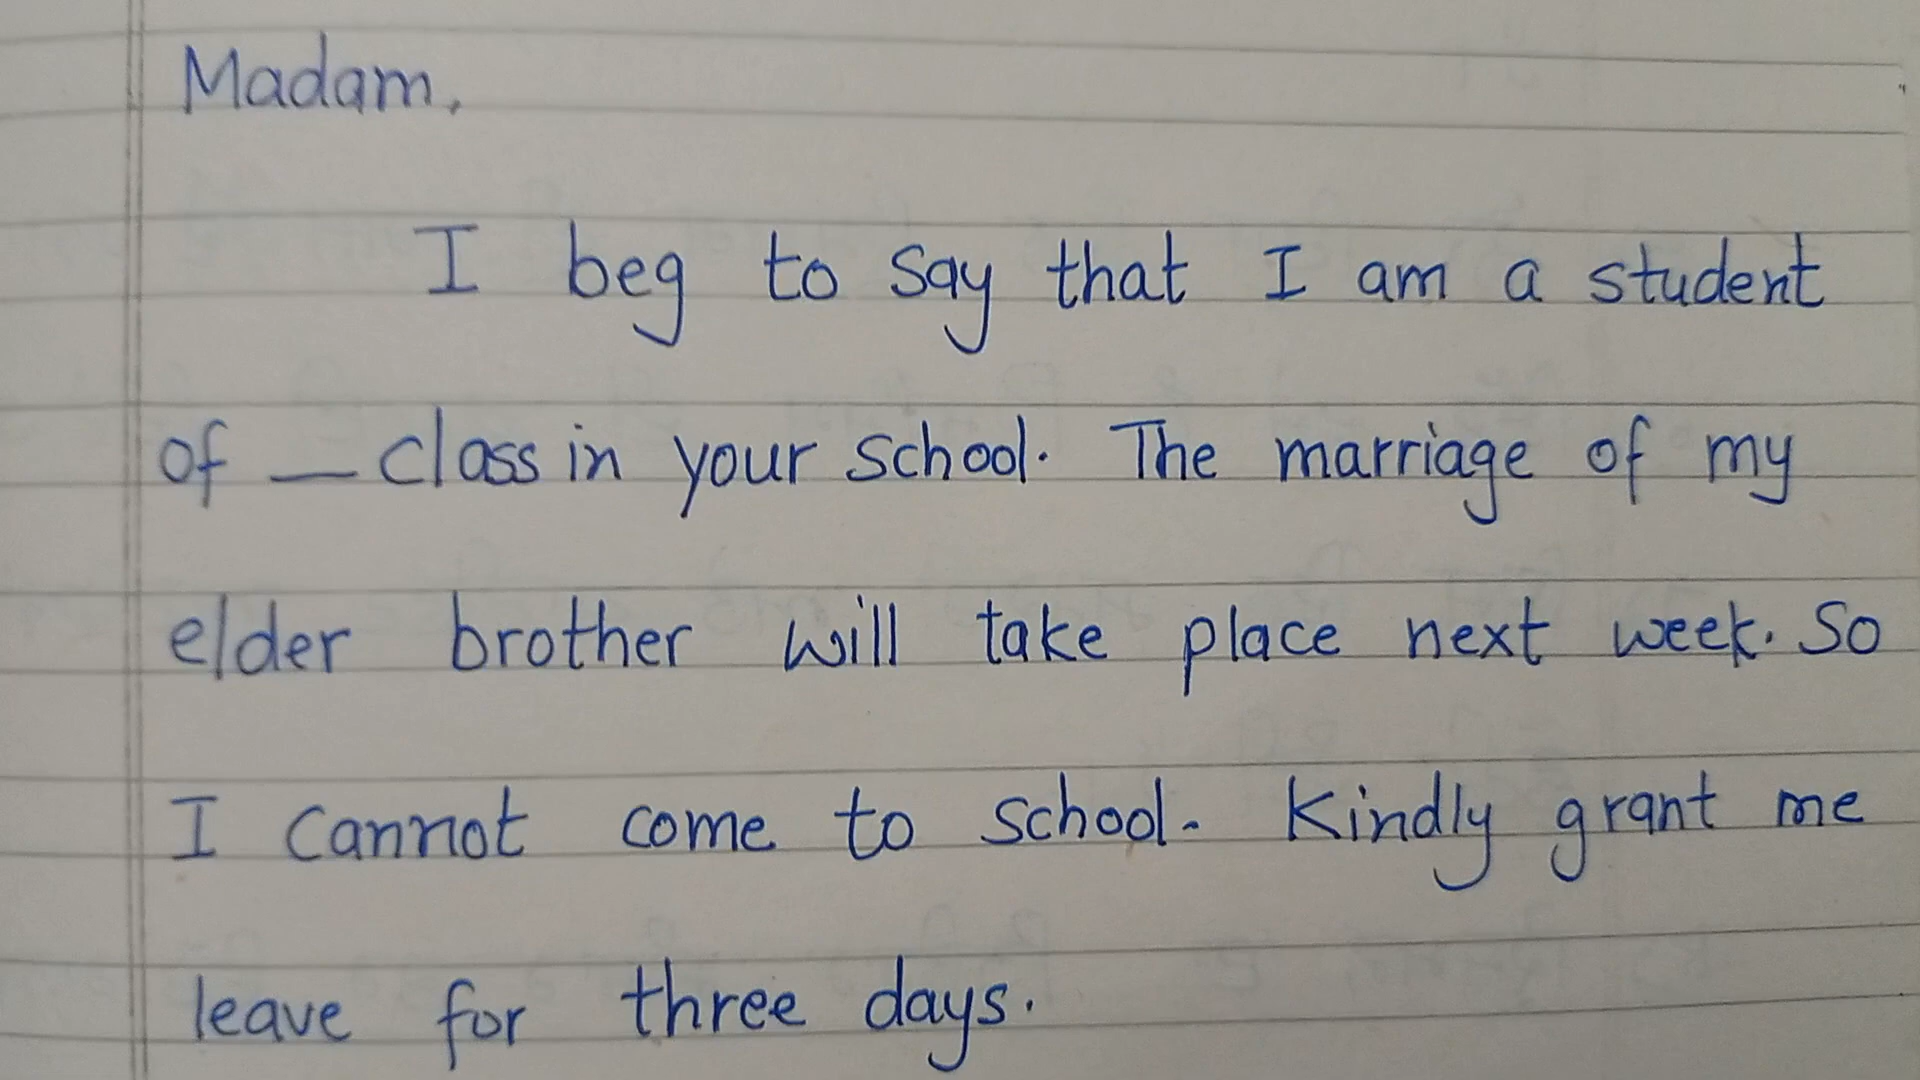 Madam,
I beg to say that I am a student
of _ class in your school. The marriage of my
elder brother will take place next week. So
I cannot come to school. Kindly grant me
leave for three days.